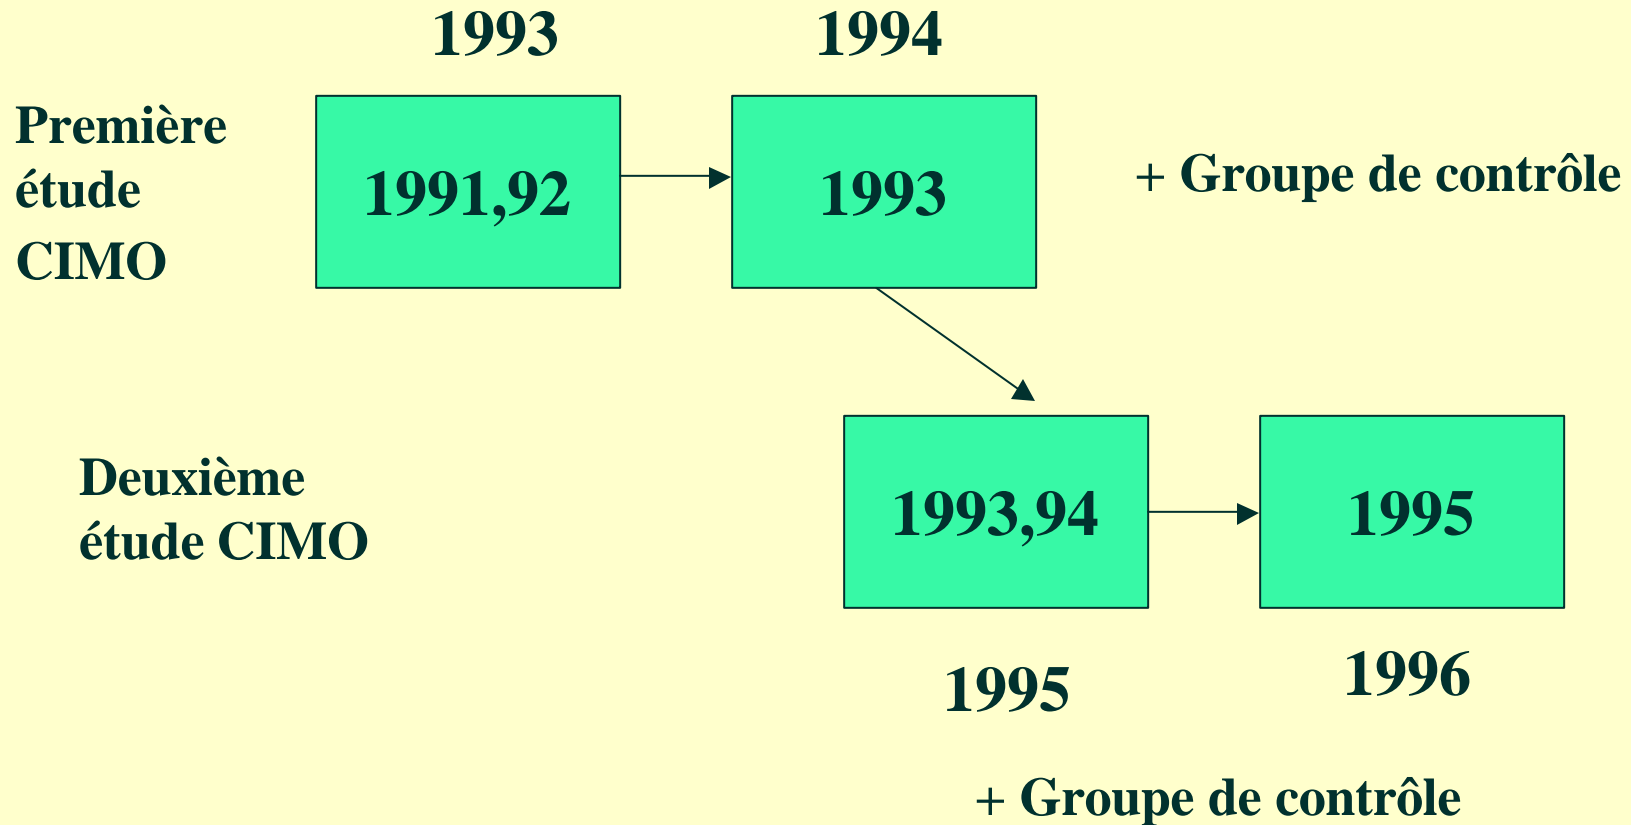 1993
1994
Première
étude
CIMO
1991,92
1993
+ Groupe de contrôle
Deuxième
étude CIMO
1993,94
1995
1995
1996
+ Groupe de contrôle